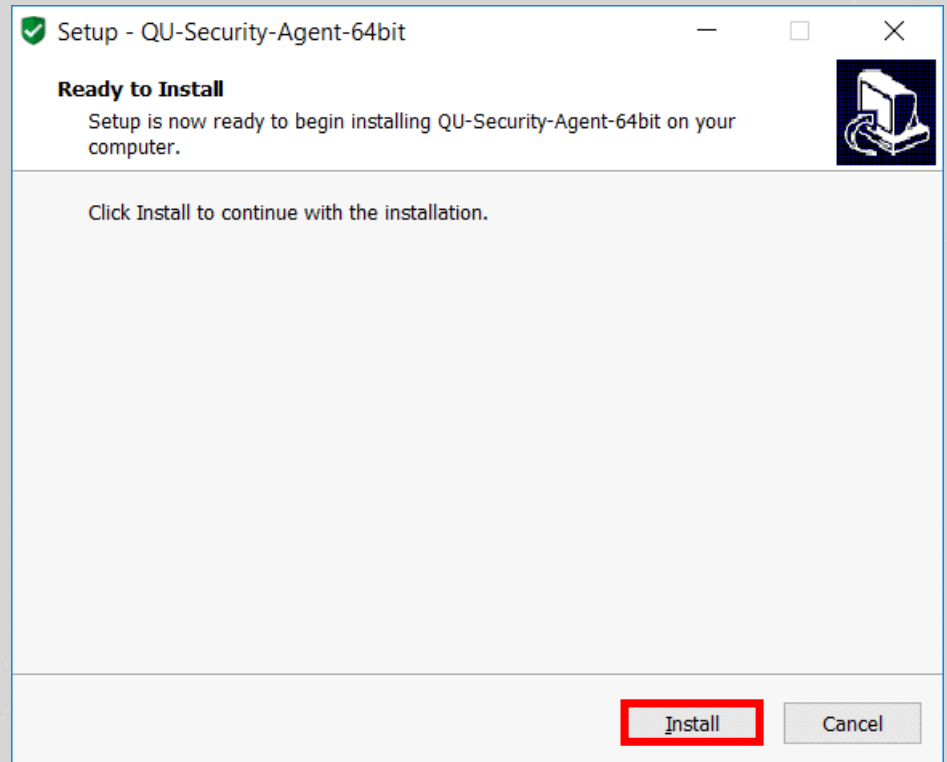 Setup - QU-Security-Agent-64bit
Ready to Install
Setup is now ready to begin installing QU-Security-Agent-64bit on your
computer.
Click Install to continue with the installation.
Install
Cancel